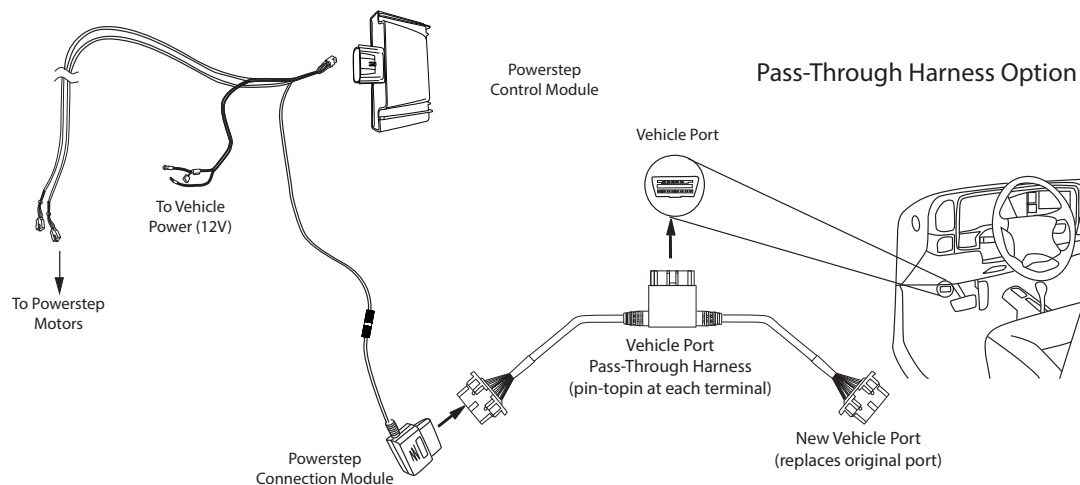 Powerstep
Control Module
Pass-Through Harness Option
Vehicle Port
To Vehicle
Power (12V)
To Powerstep
Motors
Vehicle Port
Pass-Through Harness
(pin-topin at each terminal)
Powerstep
Connection Module
New Vehicle Port
(replaces original port)